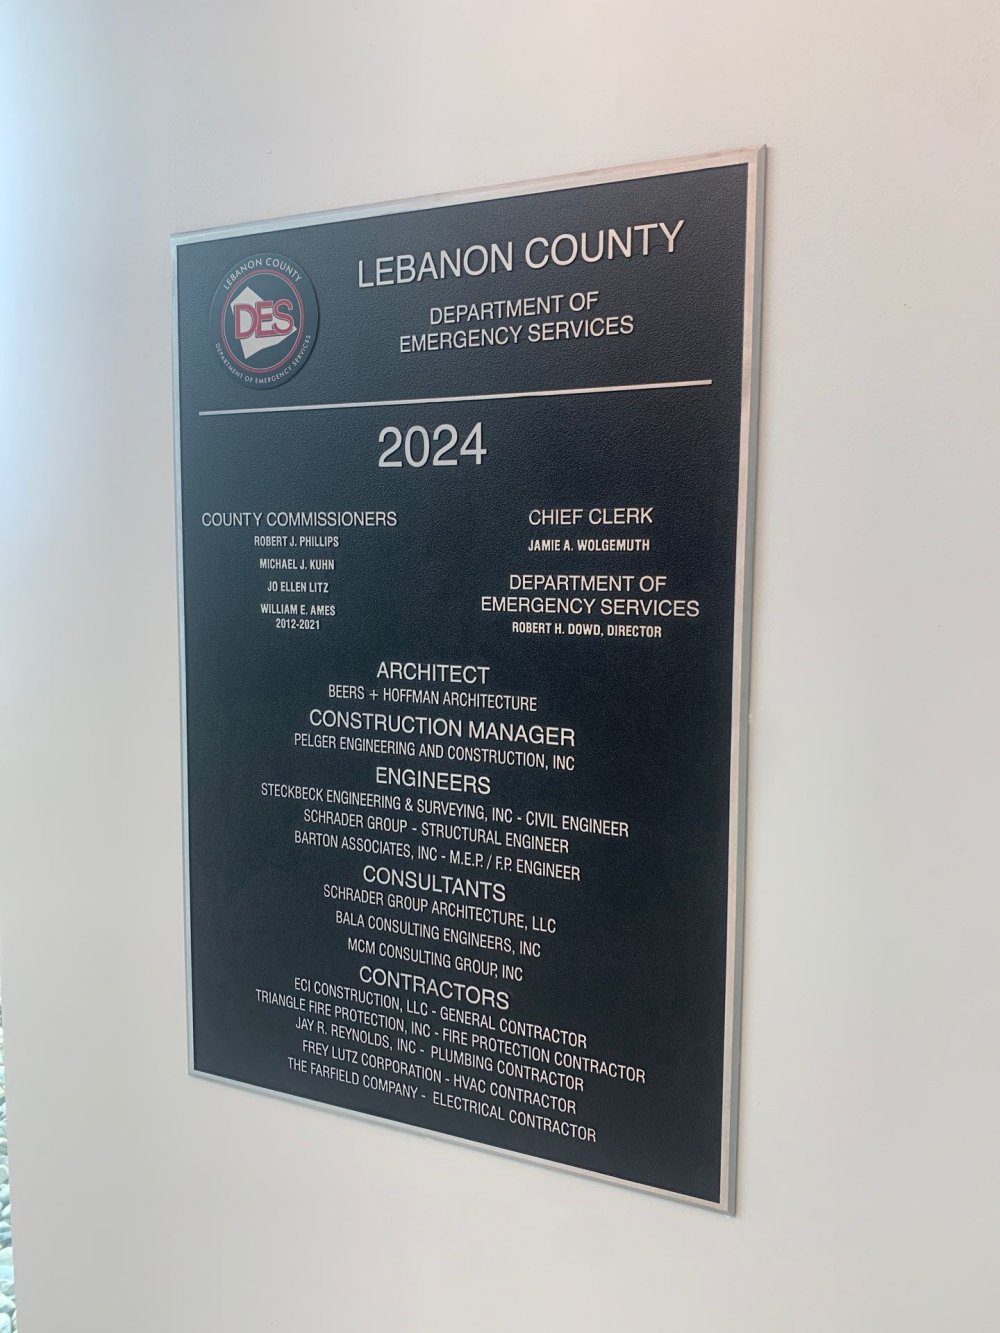 LEBANON COUNTY
DES
DEPARTMENT OF EMERGENCY SERVICES
LEBANON COUNTY
DEPARTMENT OF
EMERGENCY SERVICES
2024
COUNTY COMMISSIONERS
ROBERT J. PHILLIPS
MICHAEL J. KUHN
JO ELLEN LITZ
WILLIAM E. AMES
2012-2021
CHIEF CLERK
JAMIE A. WOLGEMUTH
DEPARTMENT OF
EMERGENCY SERVICES
ROBERT H. DOWD, DIRECTOR
ARCHITECT
BEERS + HOFFMAN ARCHITECTURE
CONSTRUCTION MANAGER
PELGER ENGINEERING AND CONSTRUCTION, INC
ENGINEERS
STECKBECK ENGINEERING & SURVEYING, INC - CIVIL ENGINEER
SCHRADER GROUP - STRUCTURAL ENGINEER
BARTON ASSOCIATES, INC - M.E.P. / F.P. ENGINEER
CONSULTANTS
SCHRADER GROUP ARCHITECTURE, LLC
BALA CONSULTING ENGINEERS, INC
MCM CONSULTING GROUP, INC
CONTRACTORS
ECI CONSTRUCTION, LLC - GENERAL CONTRACTOR
TRIANGLE FIRE PROTECTION, INC - FIRE PROTECTION CONTRACTOR
JAY R. REYNOLDS, INC - PLUMBING CONTRACTOR
FREY LUTZ CORPORATION - HVAC CONTRACTOR
THE FARFIELD COMPANY - ELECTRICAL CONTRACTOR